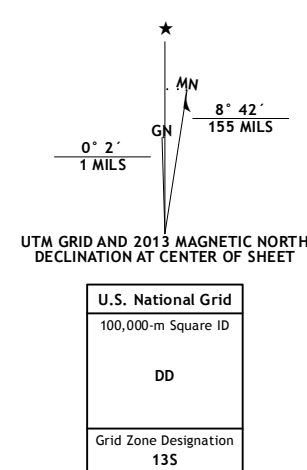 ★
MN
8° 42´
155 MILS
GN
0° 2´
1 MILS
UTM GRID AND 2013 MAGNETIC NORTH
DECLINATION AT CENTER OF SHEET
U.S. National Grid
100,000-m Square ID
DD
Grid Zone Designation
13S